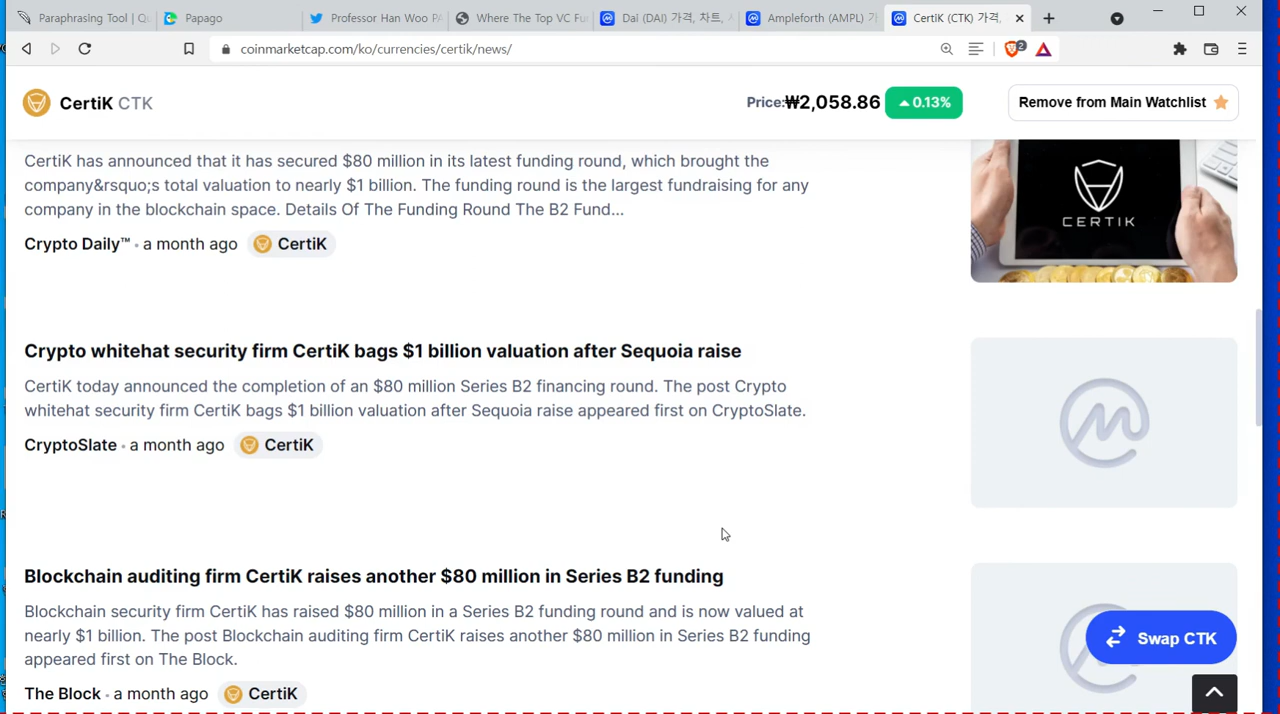 Paraphrasing Tool | Qu
Papago
Professor Han Woo PA
Where The Top VC Fu
Dai (DAI) 가격, 차트, 시
Ampleforth (AMPL) 가
CertiK (CTK) 가격,
coinmarketcap.com/ko/currencies/certik/news/
2
CertiK CTK
Price:₩2,058.86
0.13%
Remove from Main Watchlist
CertiK has announced that it has secured $80 million in its latest funding round, which brought the
company&rsquo;s total valuation to nearly $1 billion. The funding round is the largest fundraising for any
company in the blockchain space. Details Of The Funding Round The B2 Fund...
Crypto Daily™ • a month ago CertiK
CERTIK
Crypto whitehat security firm CertiK bags $1 billion valuation after Sequoia raise
CertiK today announced the completion of an $80 million Series B2 financing round. The post Crypto
whitehat security firm CertiK bags $1 billion valuation after Sequoia raise appeared first on CryptoSlate.
CryptoSlate • a month ago CertiK
Blockchain auditing firm CertiK raises another $80 million in Series B2 funding
Blockchain security firm CertiK has raised $80 million in a Series B2 funding round and is now valued at
nearly $1 billion. The post Blockchain auditing firm CertiK raises another $80 million in Series B2 funding
appeared first on The Block.
The Block • a month ago CertiK
Swap CTK